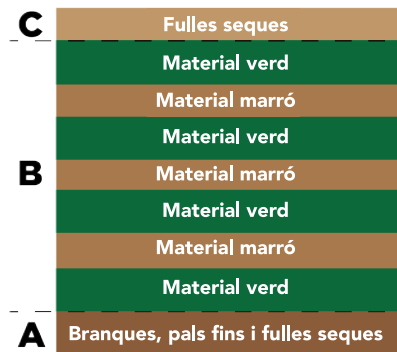 C Fulles seques
Material verd
Material marró
Material verd
B Material marró
Material verd
Material marró
Material verd
A Branques, pals fins i fulles seques